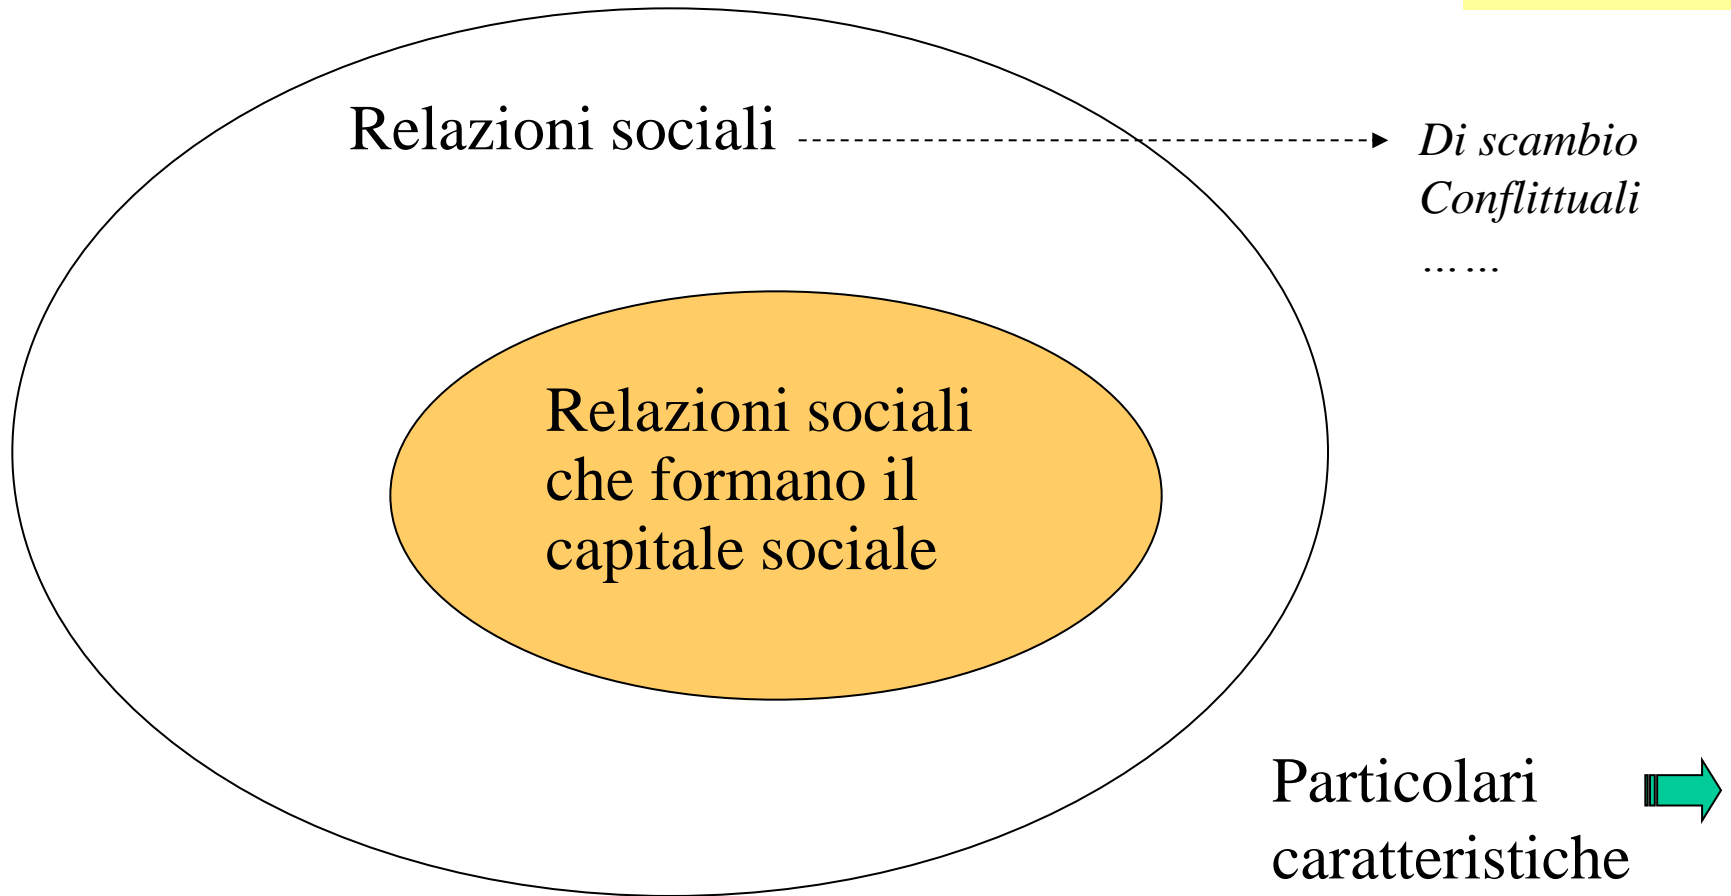 Relazioni sociali
Di scambio
Conflittuali
……
Relazioni sociali
che formano il
capitale sociale
Particolari
caratteristiche